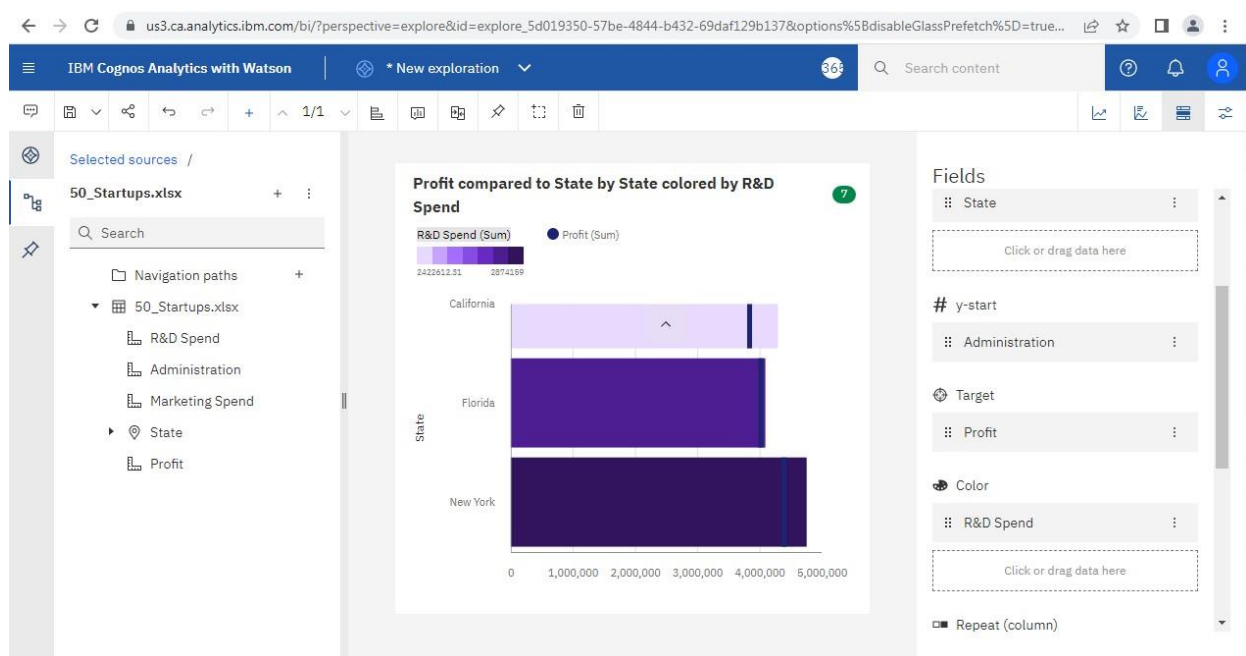 us3.ca.analytics.ibm.com/bi/?perspective=explore&id=explore_5d019350-57be-4844-b432-69daf129b137&options%5BdisableGlassPrefetch%5D=true...
IBM Cognos Analytics with Watson
* New exploration
365
Search content
1/1
Selected sources /
50_Startups.xlsx
Search
Navigation paths
50_Startups.xlsx
R&D Spend
Administration
Marketing Spend
State
Profit
Profit compared to State by State colored by R&D
Spend
7
R&D Spend (Sum)
Profit (Sum)
2422612.31 2874159
California
Florida
New York
State
0 1,000,000 2,000,000 3,000,000 4,000,000 5,000,000
Fields
State
Click or drag data here
# y-start
Administration
Target
Profit
Color
R&D Spend
Click or drag data here
Repeat (column)